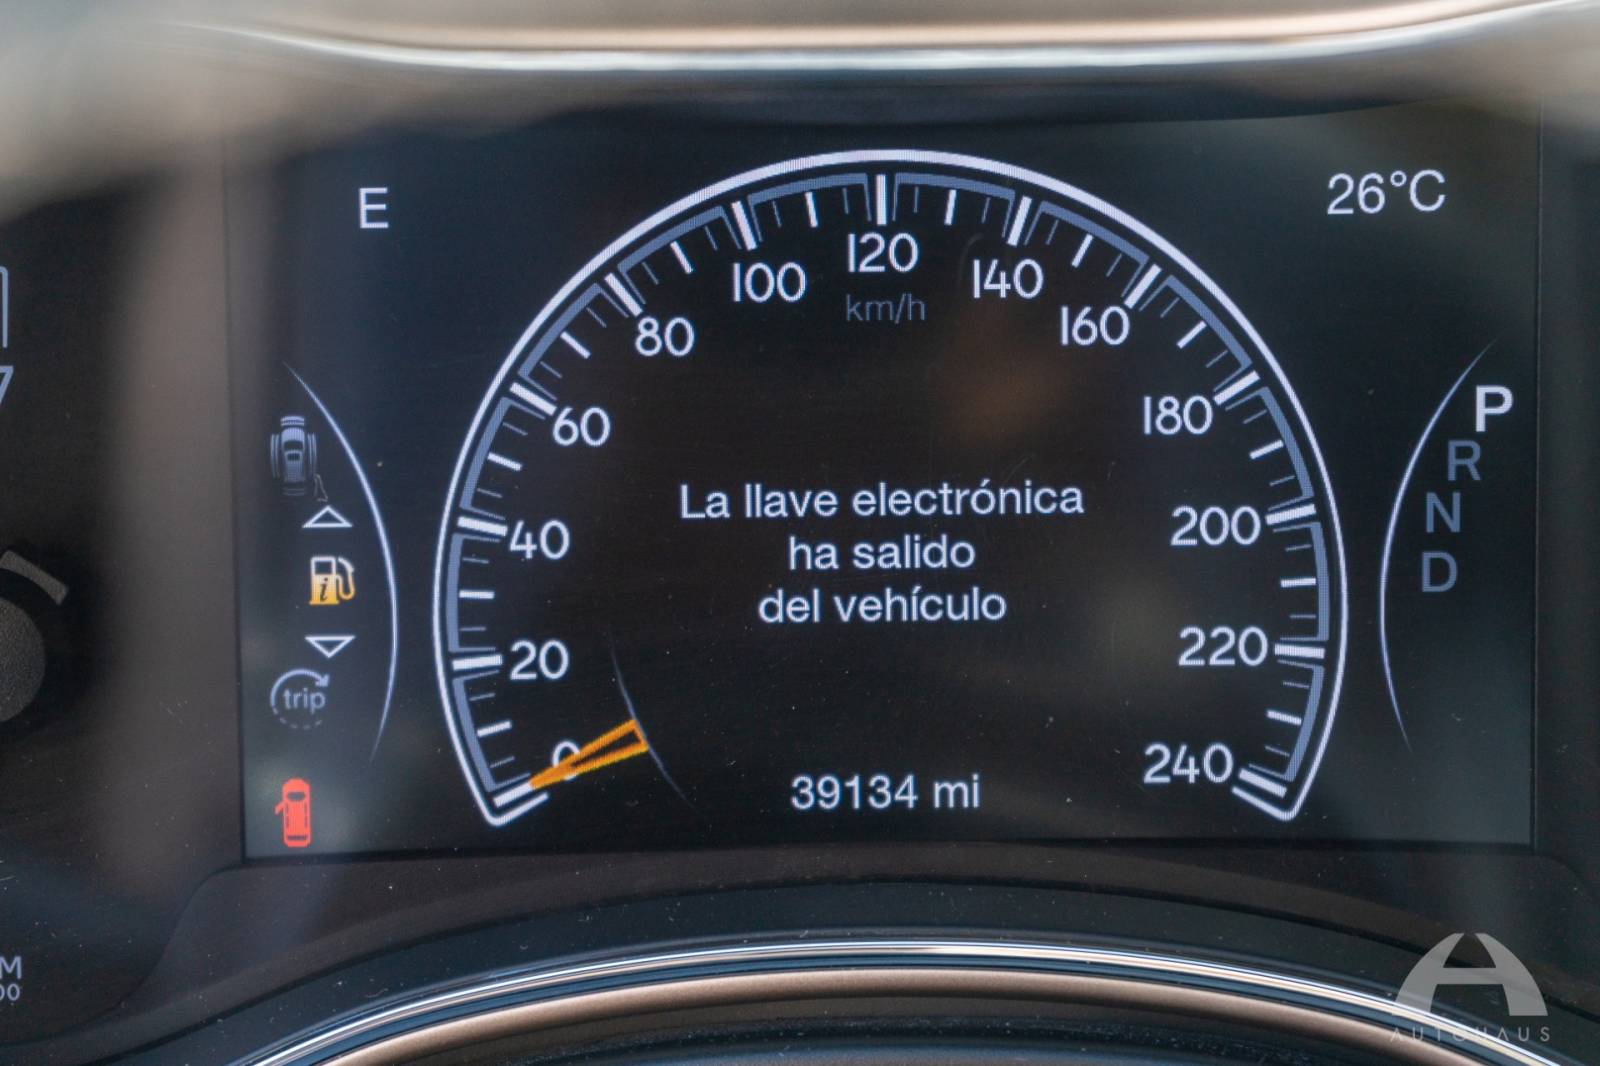 E
26°C
120
100
140
km/h
80
160
60
180
P
R
La llave electrónica
40
200
N
ha salido
i
D
del vehículo
20
220
trip
0
39134 mi
240
AUTOHAUS